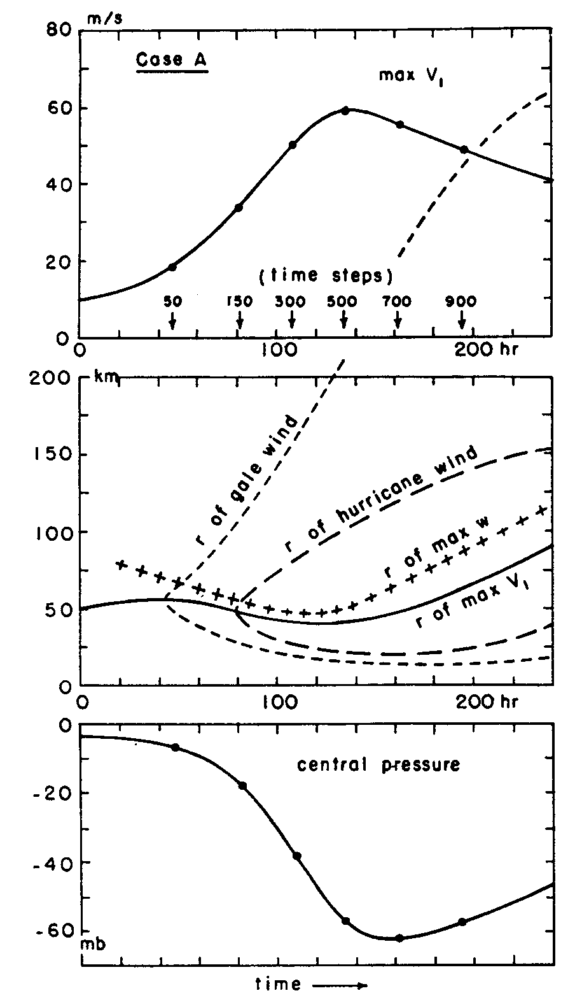 m/s
80
Case A
max V₁
60
40
20
(time steps)
50 150 300 500 700 900
0
0 100 200 hr
200 km
r of gale wind
150
r of hurricane wind
100
r of max w
50
r of max V₁
0
0 100 200 hr
0
central pressure
-20
-40
-60
mb
time